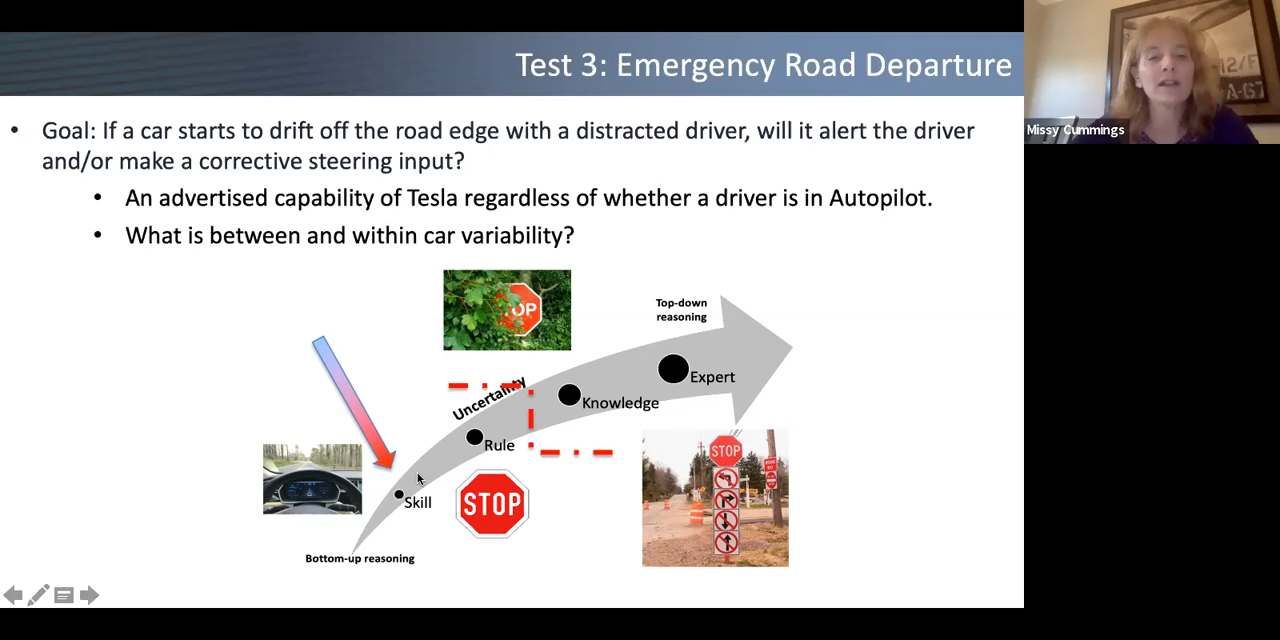 Test 3: Emergency Road Departure
• Goal: If a car starts to drift off the road edge with a distracted driver, will it alert the driver
and/or make a corrective steering input?
• An advertised capability of Tesla regardless of whether a driver is in Autopilot.
• What is between and within car variability?
Missy Cummings
-12/F
A-67
OP
Top-down
reasoning
Expert
Uncertainty
Knowledge
Rule
STOP
Skill
STOP
Bottom-up reasoning